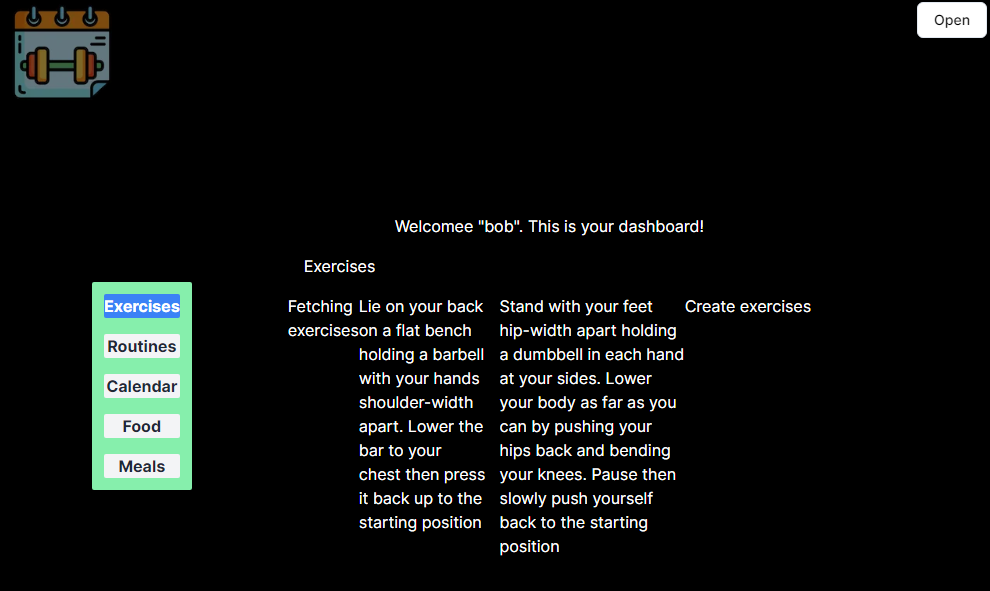 Open
Welcomee "bob". This is your dashboard!
Exercises
Exercises
Routines
Calendar
Food
Meals
Fetching
exercises
Lie on your back
on a flat bench
holding a barbell
with your hands
shoulder-width
apart. Lower the
bar to your
chest then press
it back up to the
starting position
Stand with your feet
hip-width apart holding
a dumbbell in each hand
at your sides. Lower
your body as far as you
can by pushing your
hips back and bending
your knees. Pause then
slowly push yourself
back to the starting
position
Create exercises